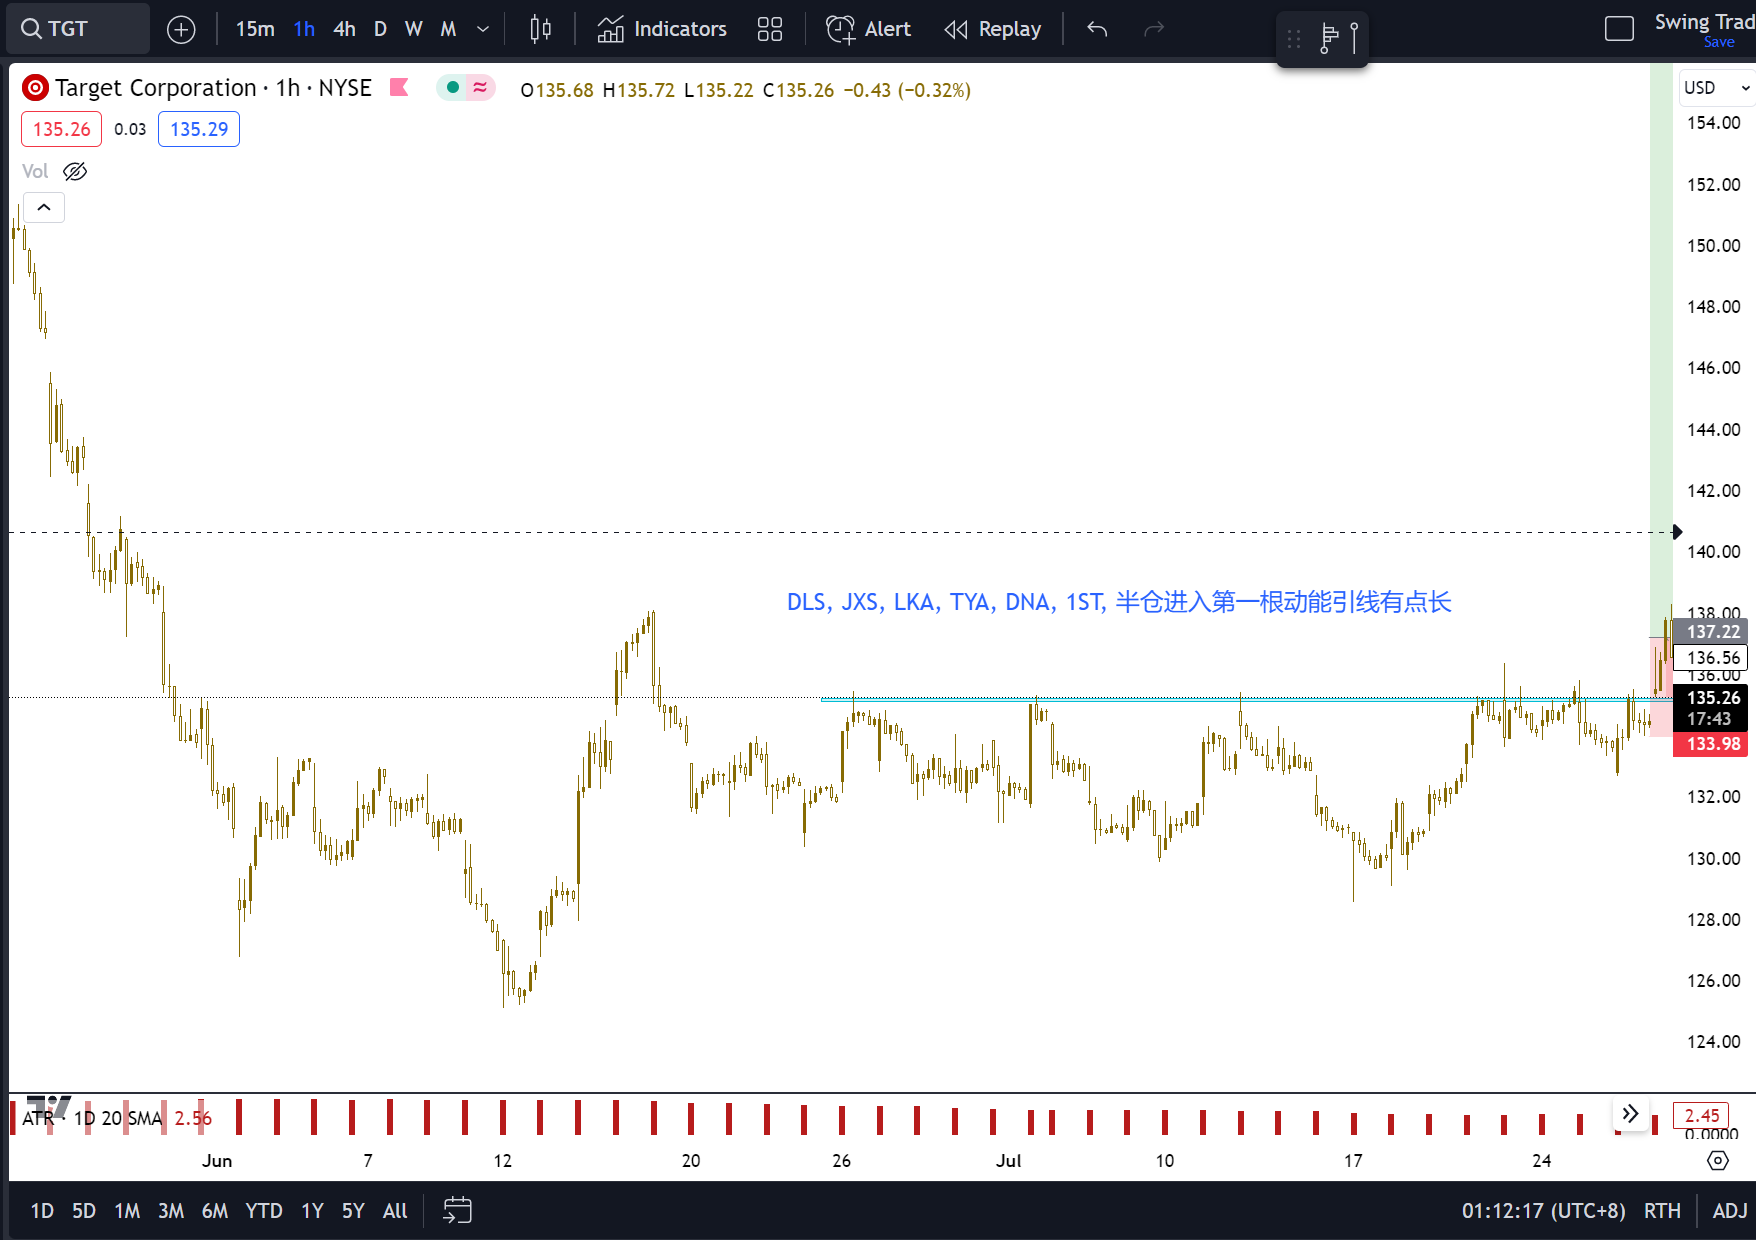 TGT
15m 1h 4h D W M
Indicators
Alert
Replay
Swing Trad
Save
Target Corporation · 1h · NYSE
O135.68 H135.72 L135.22 C135.26 −0.43 (−0.32%)
135.26 0.03 135.29
Vol
USD
154.00
152.00
150.00
148.00
146.00
144.00
142.00
140.00
DLS, JXS, LKA, TYA, DNA, 1ST, 半仓进入第一根动能引线有点长
138.00
137.22
136.56
136.00
135.26
17:43
133.98
132.00
130.00
128.00
126.00
124.00
ATR · 1D 20 SMA 2.56
2.45
0.0000
Jun 7 12 20 26 Jul 10 17 24
1D 5D 1M 3M 6M YTD 1Y 5Y All
01:12:17 (UTC+8) RTH ADJ